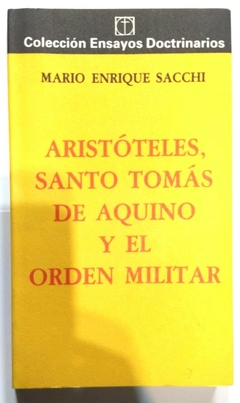 Colección Ensayos Doctrinarios
MARIO ENRIQUE SACCHI
ARISTÓTELES,
SANTO TOMÁS
DE AQUINO
Y EL
ORDEN MILITAR